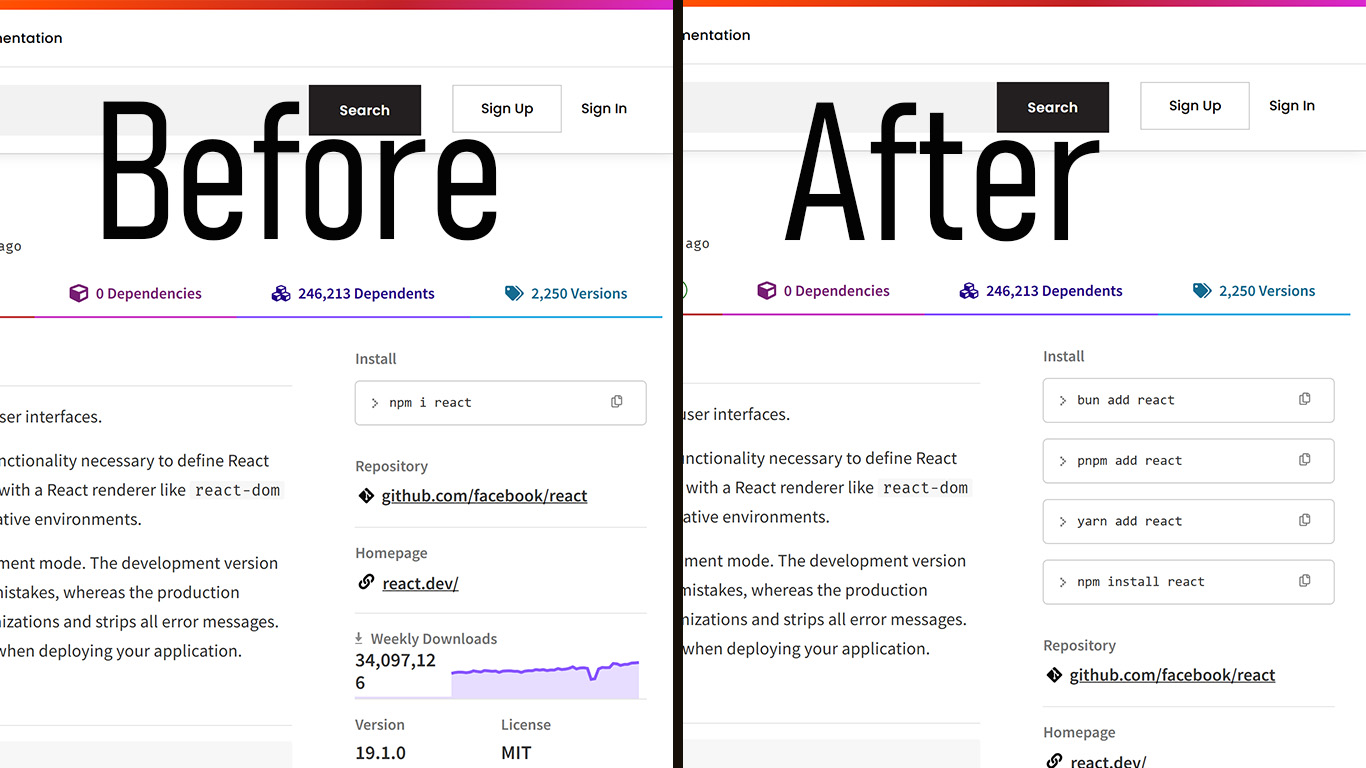 mentation
Search
Sign Up
Sign In
Before
ago
0 Dependencies
246,213 Dependents
2,250 Versions
Install
npm i react
ser interfaces.
nctionality necessary to define React
with a React renderer like react-dom
ative environments.
ment mode. The development version
mistakes, whereas the production
mizations and strips all error messages.
when deploying your application.
Repository
github.com/facebook/react
Homepage
react.dev/
Weekly Downloads
34,097,12
6
Version
License
19.1.0
MIT
mentation
Search
Sign Up
Sign In
After
ago
0 Dependencies
246,213 Dependents
2,250 Versions
Install
bun add react
pnpm add react
yarn add react
npm install react
user interfaces.
unctionality necessary to define React
with a React renderer like react-dom
ative environments.
ment mode. The development version
mistakes, whereas the production
mizations and strips all error messages.
when deploying your application.
Repository
github.com/facebook/react
Homepage
react.dev/